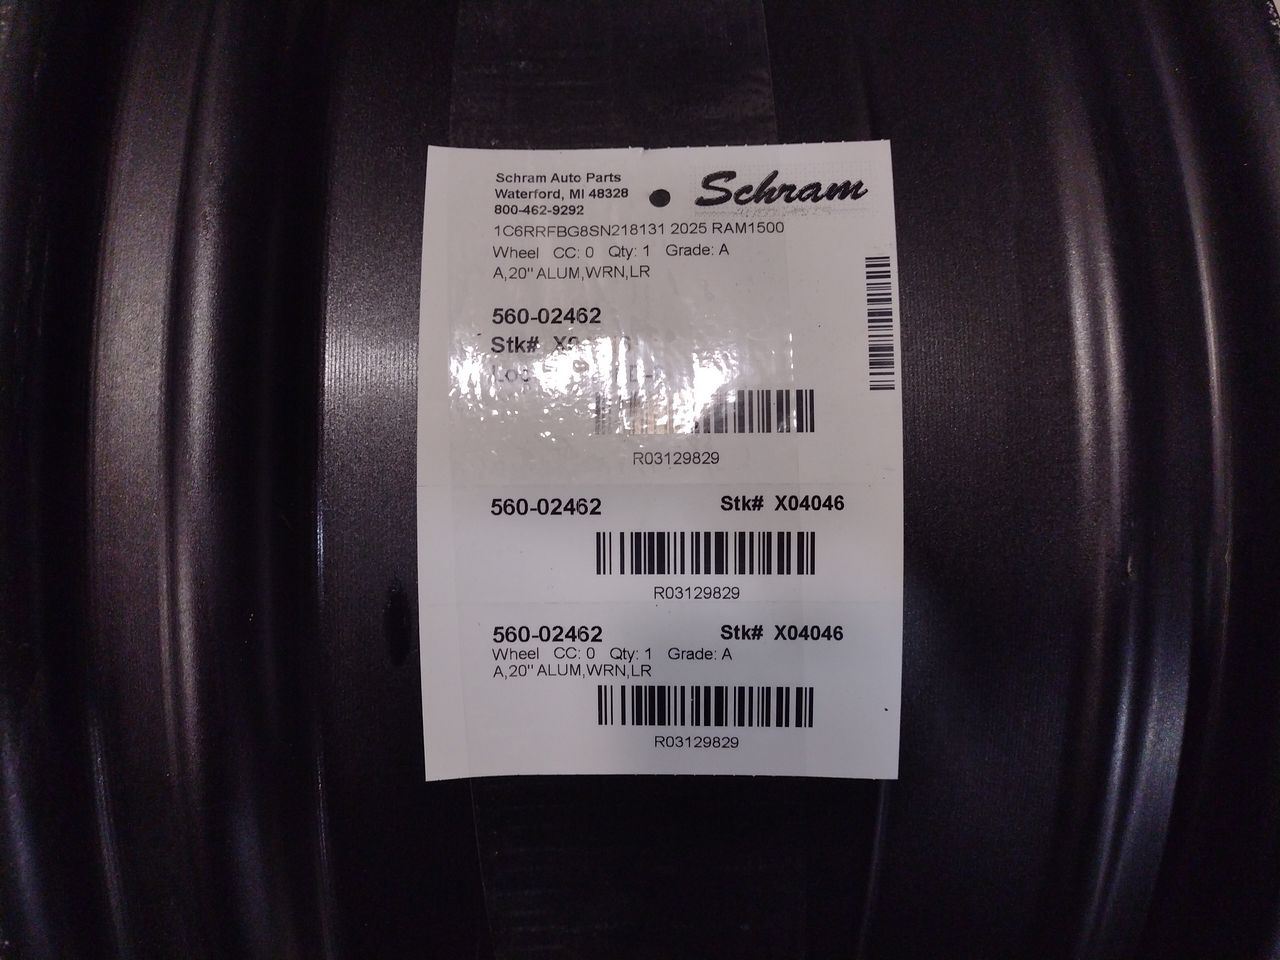 Schram Auto Parts
Waterford, MI 48328
800-462-9292
Schram
1C6RRFBG8SN218131 2025 RAM1500
Wheel CC: 0 Qty: 1 Grade: A
A,20" ALUM,WRN,LR
560-02462
Stk#
R03129829
560-02462 Stk# X04046
R03129829
560-02462 Stk# X04046
Wheel CC: 0 Qty: 1 Grade: A
A,20" ALUM,WRN,LR
R03129829